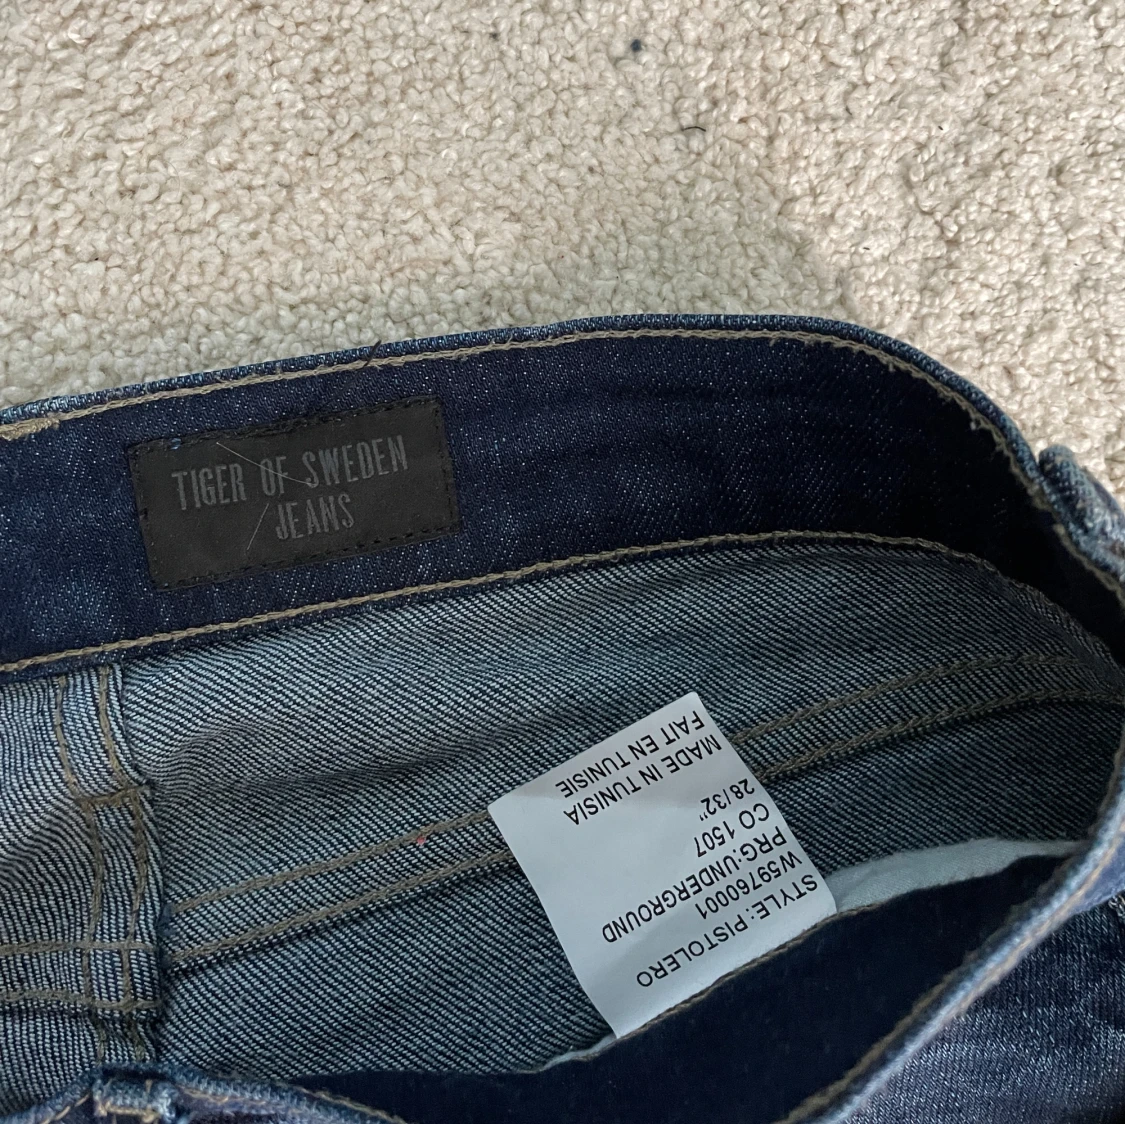 TIGER OF SWEDEN
JEANS
STYLE: PISTOLERO
W59760001
PRG:UNDERGROUND
CO 1507
28/32"
MADE IN TUNISIA
FAIT EN TUNISIE